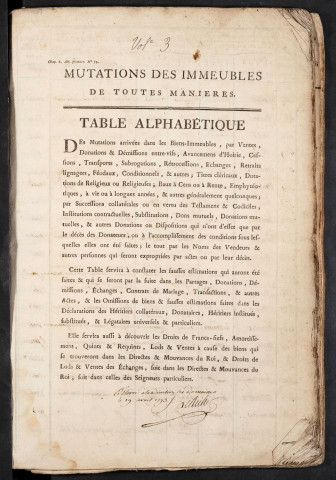 Vol. 3
MUTATIONS DES IMMEUBLES
DE TOUTES MANIERES.
TABLE ALPHABÉTIQUE
DES Mutations arrivées dans les Biens-Immeubles, par Ventes,
Donations & Démissions entre-vifs, Avancement d'Hoirie, Ces-
sions, Transports, Subrogations, Rétrocessions, Echanges, Retraits
lignagers, Féodaux, Conditionnels, & autres; Titres cléricaux, Dota-
tions de Religieux ou Religieuses, Baux à Cens ou à Rente, Emphytéo-
tiques, à vie ou à longues années, & autres généralement quelconques;
par Successions collatérales ou en vertu des Testamens & Codiciles,
Institutions contractuelles, Substitutions, Dons mutuels, Donations mu-
tuelles, & autres Donations ou Dispositions qui n'ont d'effet que par
le décès des Donateurs, ou à l'accomplissement des conditions sous les-
quelles elles ont été faites; le tout par les Noms des Vendeurs &
autres personnes qui seront expropriées par actes ou par leur décès.
Cette Table servira à constater les fausses estimations qui auront été
faites & qui se feront par la suite dans les Partages, Donations, Dé-
missions, Échanges, Contrats de Mariage, Transactions, & autres
Actes, & les Omissions de biens & fausses estimations faites dans les
Déclarations des Héritiers collatéraux, Donataires, Héritiers institués,
substitués, & Légataires universels & particuliers.
Elle servira aussi à découvrir les Droits de Francs-fiefs, Amortisse-
ment, Quints & Requints, Lods & Ventes à cause des biens qui
se trouveront dans les Directes & Mouvances du Roi, & Droits de
Lods & Ventes des Échanges, soit dans les Directes & Mouvances du
Roi, soit dans celles des Seigneurs particuliers.